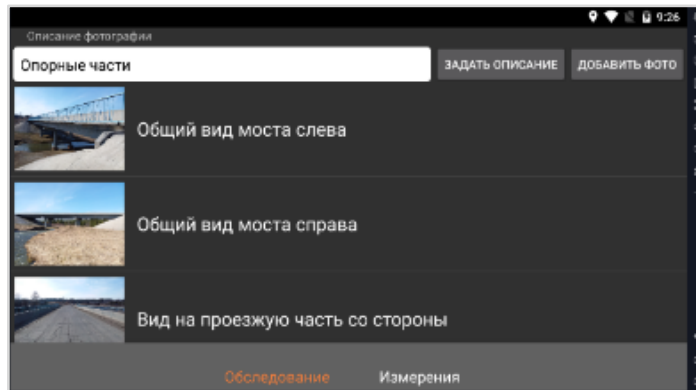 9:26
Описание фотографии
Опорные части
ЗАДАТЬ ОПИСАНИЕ
ДОБАВИТЬ ФОТО
Общий вид моста слева
Общий вид моста справа
Вид на проезжую часть со стороны
Обследование
Измерения